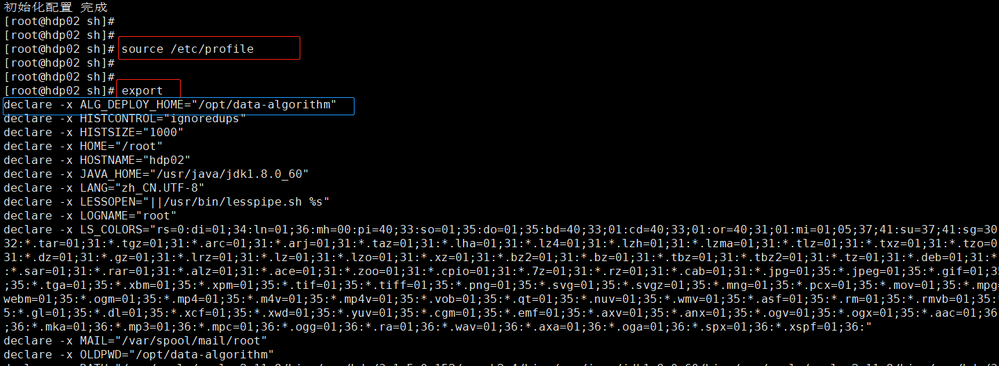 初始化配置 完成
[root@hdp02 sh]#
[root@hdp02 sh]#
[root@hdp02 sh]# source /etc/profile
[root@hdp02 sh]#
[root@hdp02 sh]#
[root@hdp02 sh]# export
declare -x ALG_DEPLOY_HOME="/opt/data-algorithm"
declare -x HISTCONTROL="ignoredups"
declare -x HISTSIZE="1000"
declare -x HOME="/root"
declare -x HOSTNAME="hdp02"
declare -x JAVA_HOME="/usr/java/jdk1.8.0_60"
declare -x LANG="zh_CN.UTF-8"
declare -x LESSOPEN="||/usr/bin/lesspipe.sh %s"
declare -x LOGNAME="root"
declare -x LS_COLORS="rs=0:di=01;34:ln=01;36:mh=00:pi=40;33:so=01;35:do=01;35:bd=40;33;01:cd=40;33;01:or=40;31;01:mi=01;05;37;41:su=37;41:sg=30
32:*.tar=01;31:*.tgz=01;31:*.arc=01;31:*.arj=01;31:*.taz=01;31:*.lha=01;31:*.lz4=01;31:*.lzh=01;31:*.lzma=01;31:*.tlz=01;31:*.txz=01;31:*.tzo=0
31:*.dz=01;31:*.gz=01;31:*.lrz=01;31:*.lz=01;31:*.lzo=01;31:*.xz=01;31:*.bz2=01;31:*.bz=01;31:*.tbz=01;31:*.tbz2=01;31:*.tz=01;31:*.deb=01;31:*
:*.sar=01;31:*.rar=01;31:*.alz=01;31:*.ace=01;31:*.zoo=01;31:*.cpio=01;31:*.7z=01;31:*.rz=01;31:*.cab=01;31:*.jpg=01;35:*.jpeg=01;35:*.gif=01;35
;35:*.tga=01;35:*.xbm=01;35:*.xpm=01;35:*.tif=01;35:*.tiff=01;35:*.png=01;35:*.svg=01;35:*.svgz=01;35:*.mng=01;35:*.pcx=01;35:*.mov=01;35:*.mpg=
webm=01;35:*.ogm=01;35:*.mp4=01;35:*.m4v=01;35:*.mp4v=01;35:*.vob=01;35:*.qt=01;35:*.nuv=01;35:*.wmv=01;35:*.asf=01;35:*.rm=01;35:*.rmvb=01;35:*
5:*.gl=01;35:*.dl=01;35:*.xcf=01;35:*.xwd=01;35:*.yuv=01;35:*.cgm=01;35:*.emf=01;35:*.axv=01;35:*.anx=01;35:*.ogv=01;35:*.ogx=01;35:*.aac=01;36
;36:*.mka=01;36:*.mp3=01;36:*.mpc=01;36:*.ogg=01;36:*.ra=01;36:*.wav=01;36:*.axa=01;36:*.oga=01;36:*.spx=01;36:*.xspf=01;36:"
declare -x MAIL="/var/spool/mail/root"
declare -x OLDPWD="/opt/data-algorithm"